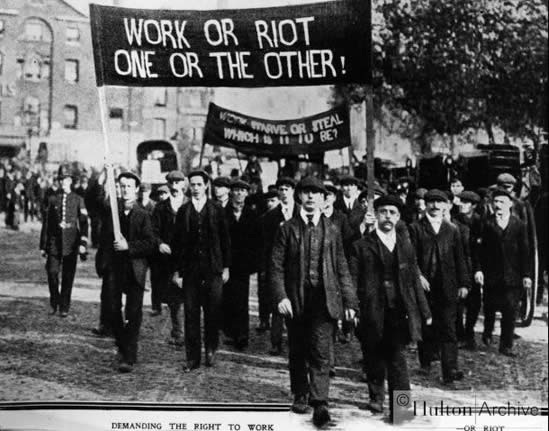 WORK OR RIOT
ONE OR THE OTHER!
WORK, STARVE OR STEAL
WHICH IS IT TO BE?
DEMANDING THE RIGHT TO WORK
—OR RIOT
© Hulton Archive